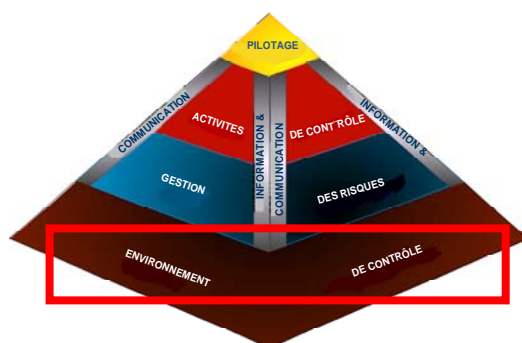 PILOTAGE
COMMUNICATION
ACTIVITES
INFORMATION &
COMMUNICATION
DE CONTRÔLE
INFORMATION &
GESTION
DES RISQUES
ENVIRONNEMENT
DE CONTRÔLE